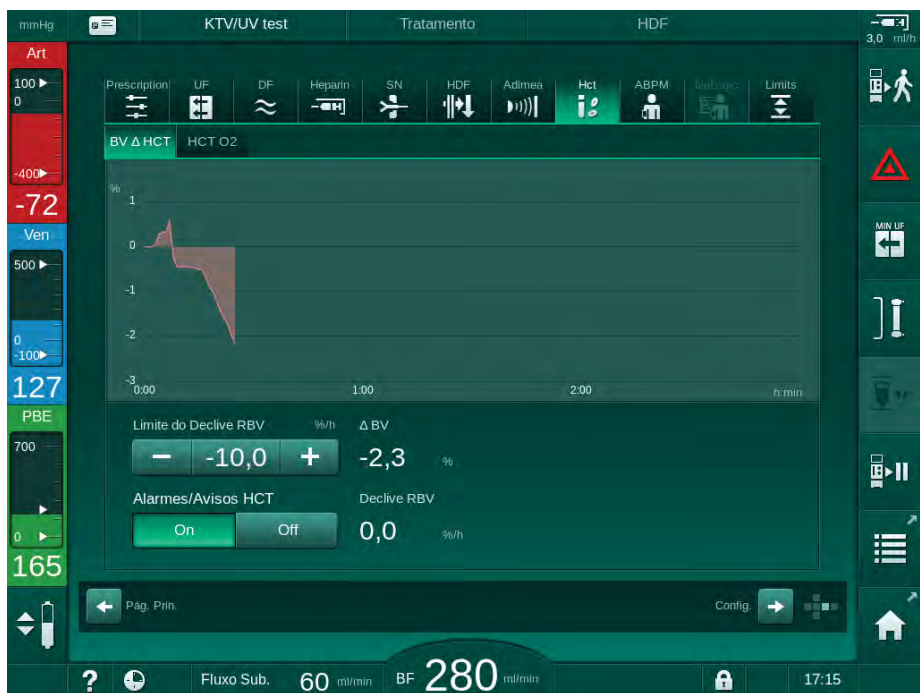 mmHg KTV/UV test Tratamento HDF 3,0 ml/h
Art
100
0
-400
-72
Ven
500
0
-100
127
PBE
700
0
165
Prescription UF DF Heparin SN HDF Adimea Hct ABPM bioLogic Limits
BV Δ HCT HCT O2
%
1
0
-1
-2
-3
0:00 1:00 2:00 h:min
Limite do Declive RBV %/h Δ BV
-10,0 -2,3 %
Alarmes/Avisos HCT Declive RBV
On Off 0,0 %/h
Pág. Prin. Config.
MIN UF
? Fluxo Sub. 60 ml/min BF 280 ml/min 17:15